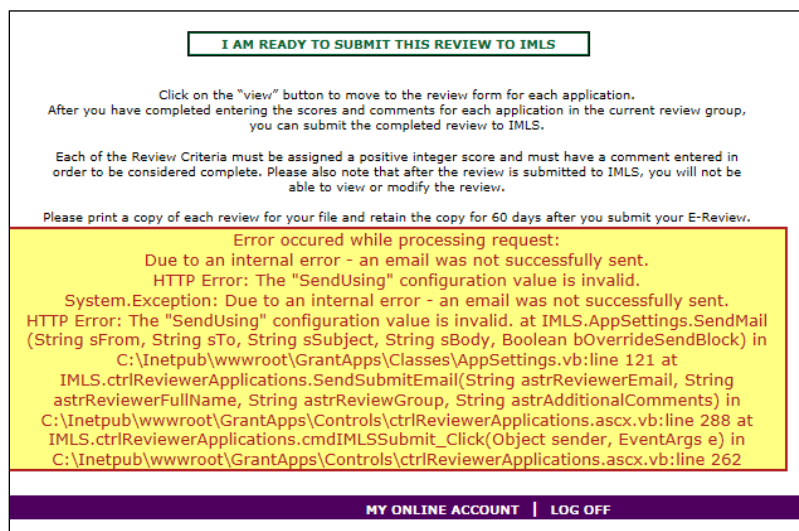 I AM READY TO SUBMIT THIS REVIEW TO IMLS
Click on the "view" button to move to the review form for each application.
After you have completed entering the scores and comments for each application in the current review group,
you can submit the completed review to IMLS.
Each of the Review Criteria must be assigned a positive integer score and must have a comment entered in
order to be considered complete. Please also note that after the review is submitted to IMLS, you will not be
able to view or modify the review.
Please print a copy of each review for your file and retain the copy for 60 days after you submit your E-Review.
Error occured while processing request:
Due to an internal error - an email was not successfully sent.
HTTP Error: The "SendUsing" configuration value is invalid.
System.Exception: Due to an internal error - an email was not successfully sent.
HTTP Error: The "SendUsing" configuration value is invalid. at IMLS.AppSettings.SendMail
(String sFrom, String sTo, String sSubject, String sBody, Boolean bOverrideSendBlock) in
C:\Inetpub\wwwroot\GrantApps\Classes\AppSettings.vb:line 121 at
IMLS.ctrlReviewerApplications.SendSubmitEmail(String astrReviewerEmail, String
astrReviewerFullName, String astrReviewGroup, String astrAdditionalComments) in
C:\Inetpub\wwwroot\GrantApps\Controls\ctrlReviewerApplications.ascx.vb:line 288 at
IMLS.ctrlReviewerApplications.cmdIMLSSubmit_Click(Object sender, EventArgs e) in
C:\Inetpub\wwwroot\GrantApps\Controls\ctrlReviewerApplications.ascx.vb:line 262
MY ONLINE ACCOUNT | LOG OFF